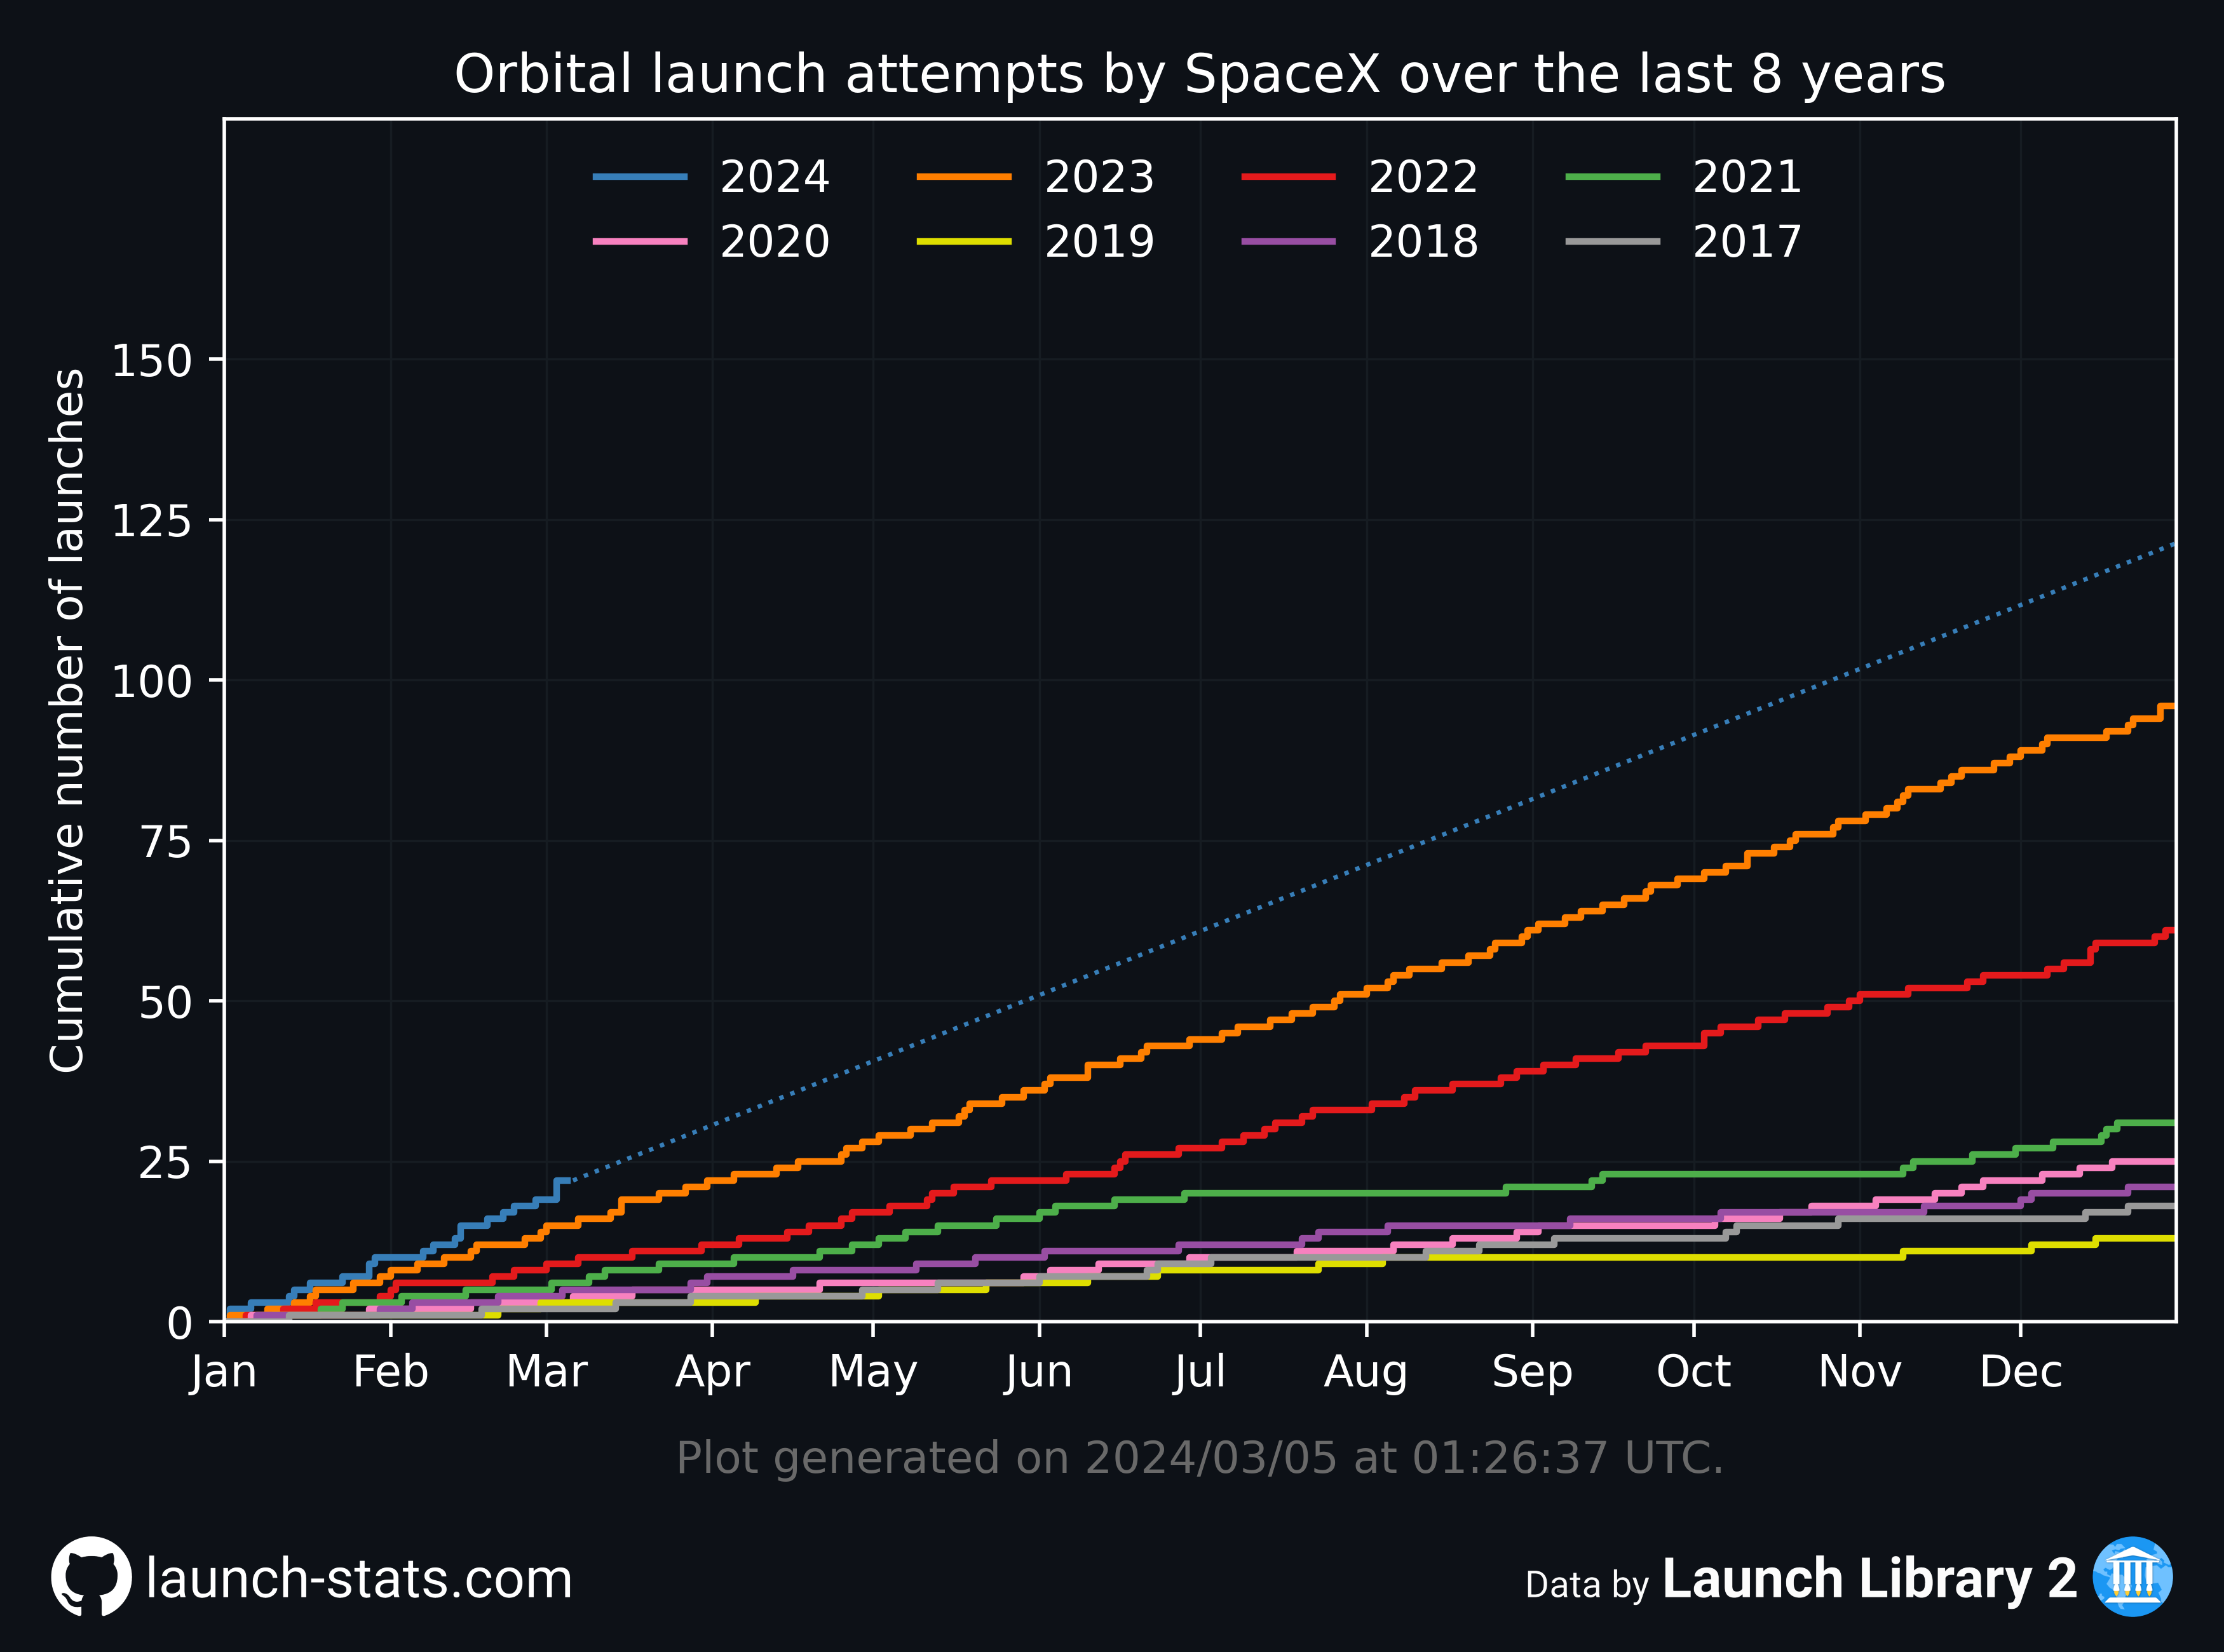 Orbital launch attempts by SpaceX over the last 8 years
2024 2023 2022 2021
2020 2019 2018 2017
Cumulative number of launches
150
125
100
75
50
25
0
Jan Feb Mar Apr May Jun Jul Aug Sep Oct Nov Dec
Plot generated on 2024/03/05 at 01:26:37 UTC.
launch-stats.com
Data by Launch Library 2